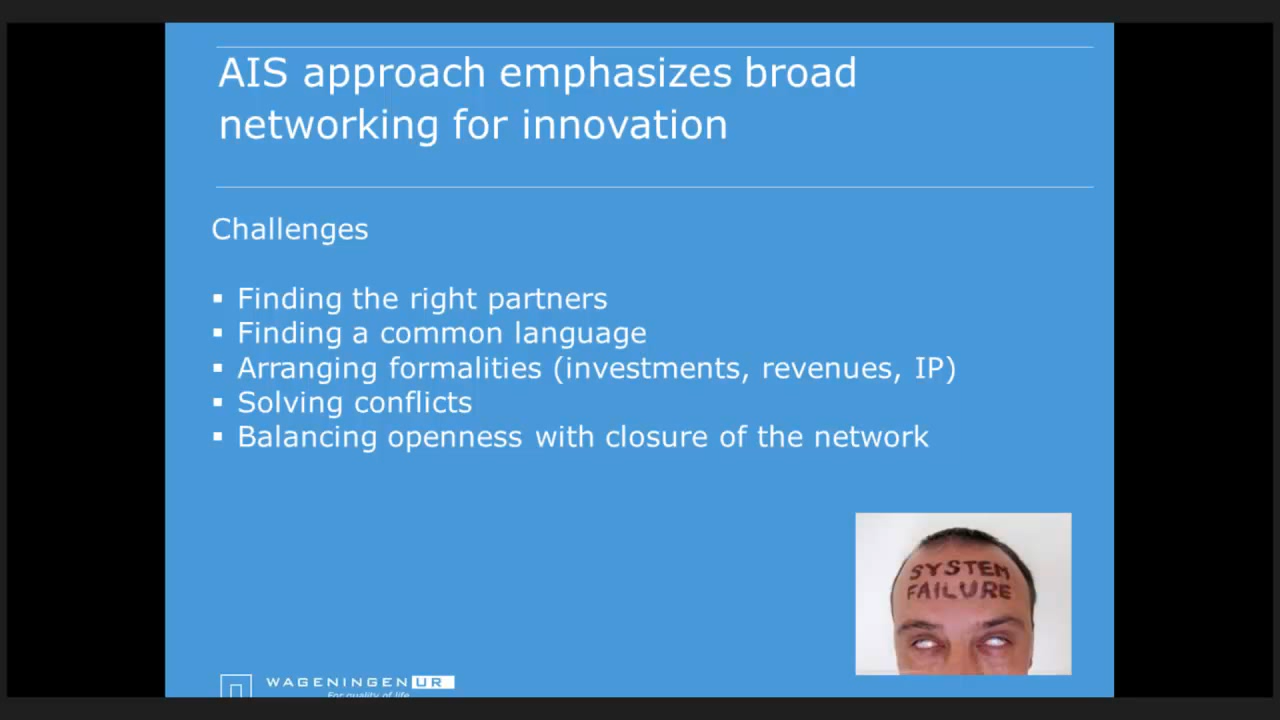 AIS approach emphasizes broad
networking for innovation
Challenges
▪ Finding the right partners
▪ Finding a common language
▪ Arranging formalities (investments, revenues, IP)
▪ Solving conflicts
▪ Balancing openness with closure of the network
SYSTEM
FAILURE
WAGENINGEN UR
For quality of life